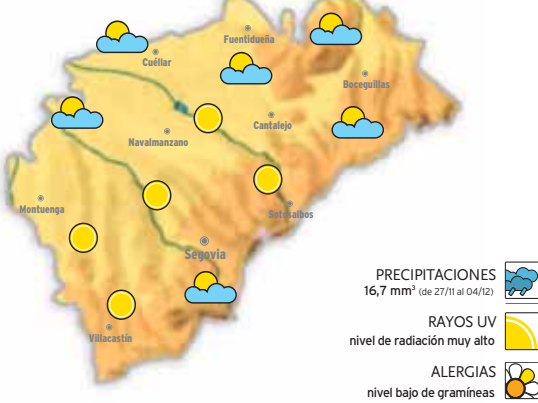 Fuentidueña
Cuéllar
Boceguillas
Cantalejo
Navalmanzano
Montuenga
Sotosalbos
Segovia
Villacastín
PRECIPITACIONES
16,7 mm³ (de 27/11 al 04/12)
RAYOS UV
nivel de radiación muy alto
ALERGIAS
nivel bajo de gramíneas